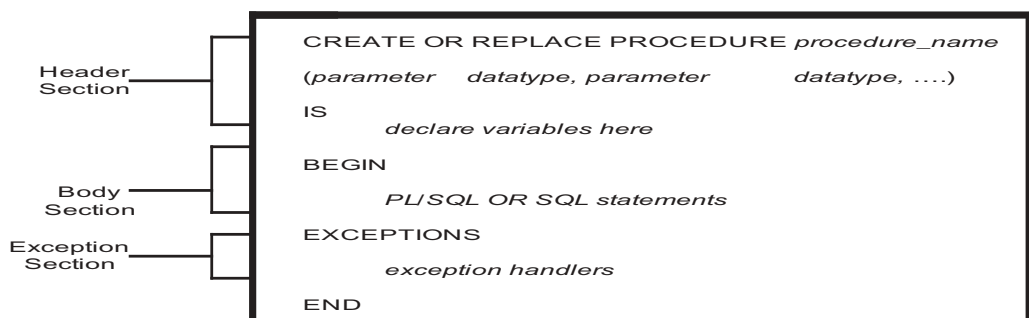 CREATE OR REPLACE PROCEDURE procedure_name
Header
Section
(parameter datatype, parameter datatype, ....)
IS
declare variables here
BEGIN
Body
Section
PL/SQL OR SQL statements
Exception
Section
EXCEPTIONS
exception handlers
END